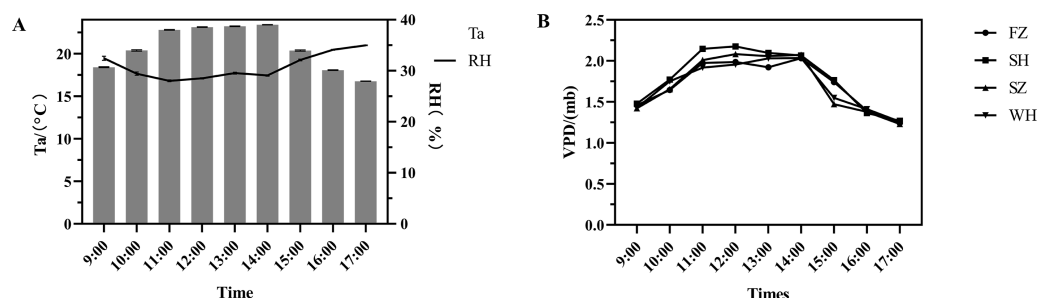 A
Ta/(°C)
20
15
10
5
0
40
30
20
10
0
RH(%)
Ta
RH
9:00
10:00
11:00
12:00
13:00
14:00
15:00
16:00
17:00
Time
B
VPD/(mb)
2.5
2.0
1.5
1.0
0.5
0.0
FZ
SH
SZ
WH
9:00
10:00
11:00
12:00
13:00
14:00
15:00
16:00
17:00
Times